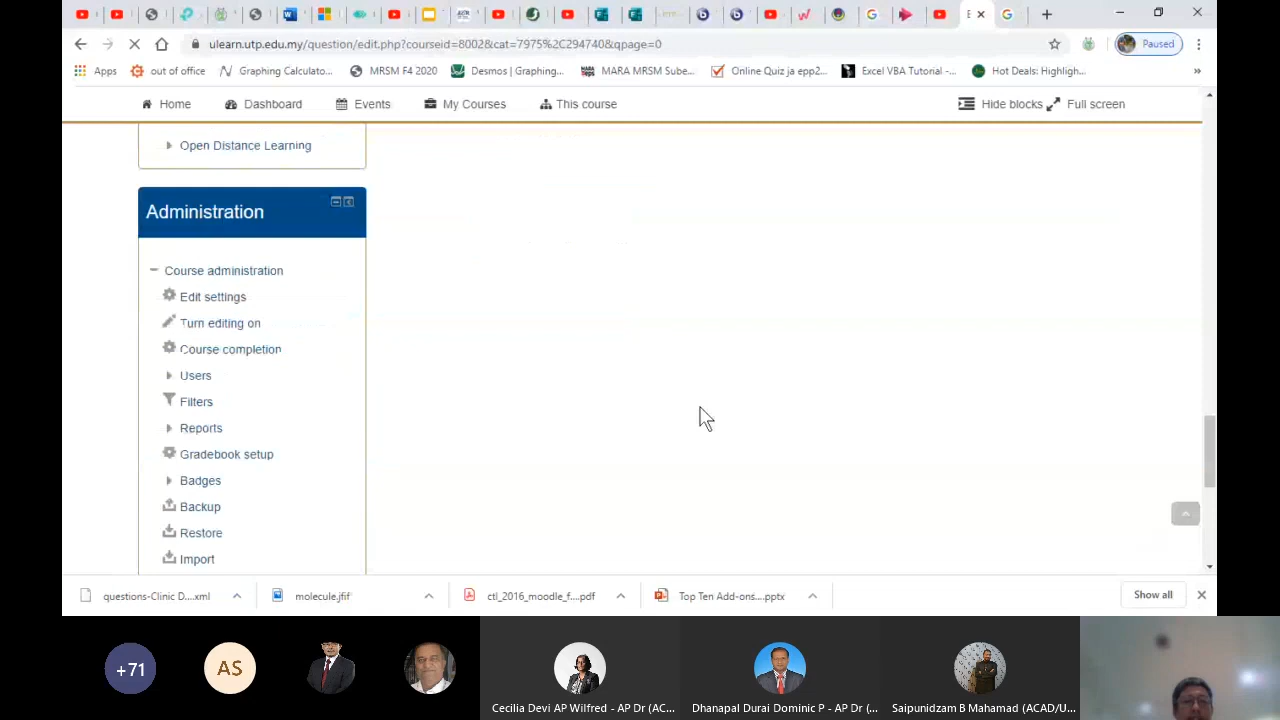 Paused
ulearn.utp.edu.my/question/edit.php?courseid=8002&cat=7975%2C294740&qpage=0
Apps
out of office
Graphing Calculato...
MRSM F4 2020
Desmos | Graphing...
MARA MRSM Sube...
Online Quiz ja epp2...
Excel VBA Tutorial -...
Hot Deals: Highligh...
Home
Dashboard
Events
My Courses
This course
Hide blocks
Full screen
Open Distance Learning
Administration
Course administration
Edit settings
Turn editing on
Course completion
Users
Filters
Reports
Gradebook setup
Badges
Backup
Restore
Import
questions-Clinic D....xml
molecule.jfif
ctl_2016_moodle_f....pdf
Top Ten Add-ons....pptx
Show all
+71
AS
Cecilia Devi AP Wilfred - AP Dr (AC...
Dhanapal Durai Dominic P - AP Dr (...
Saipunidzam B Mahamad (ACAD/U...